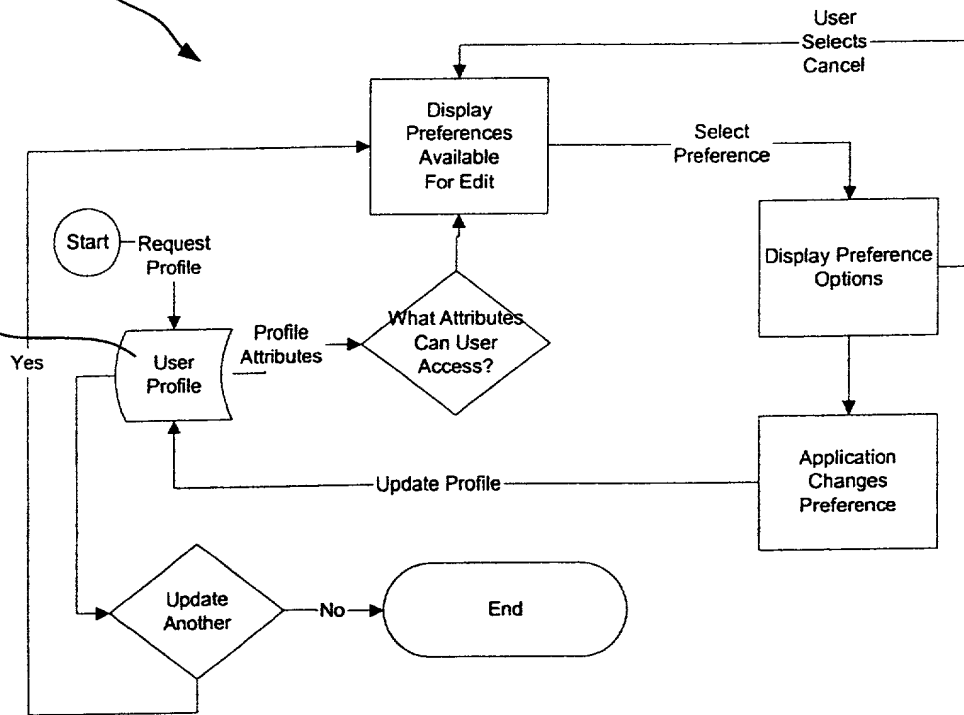 User
Selects
Cancel
Display
Preferences
Available
For Edit
Select
Preference
Start
Request
Profile
Display Preference
Options
What Attributes
Can User
Access?
Profile
Attributes
Yes
User
Profile
Application
Changes
Preference
Update Profile
Update
Another
No
End